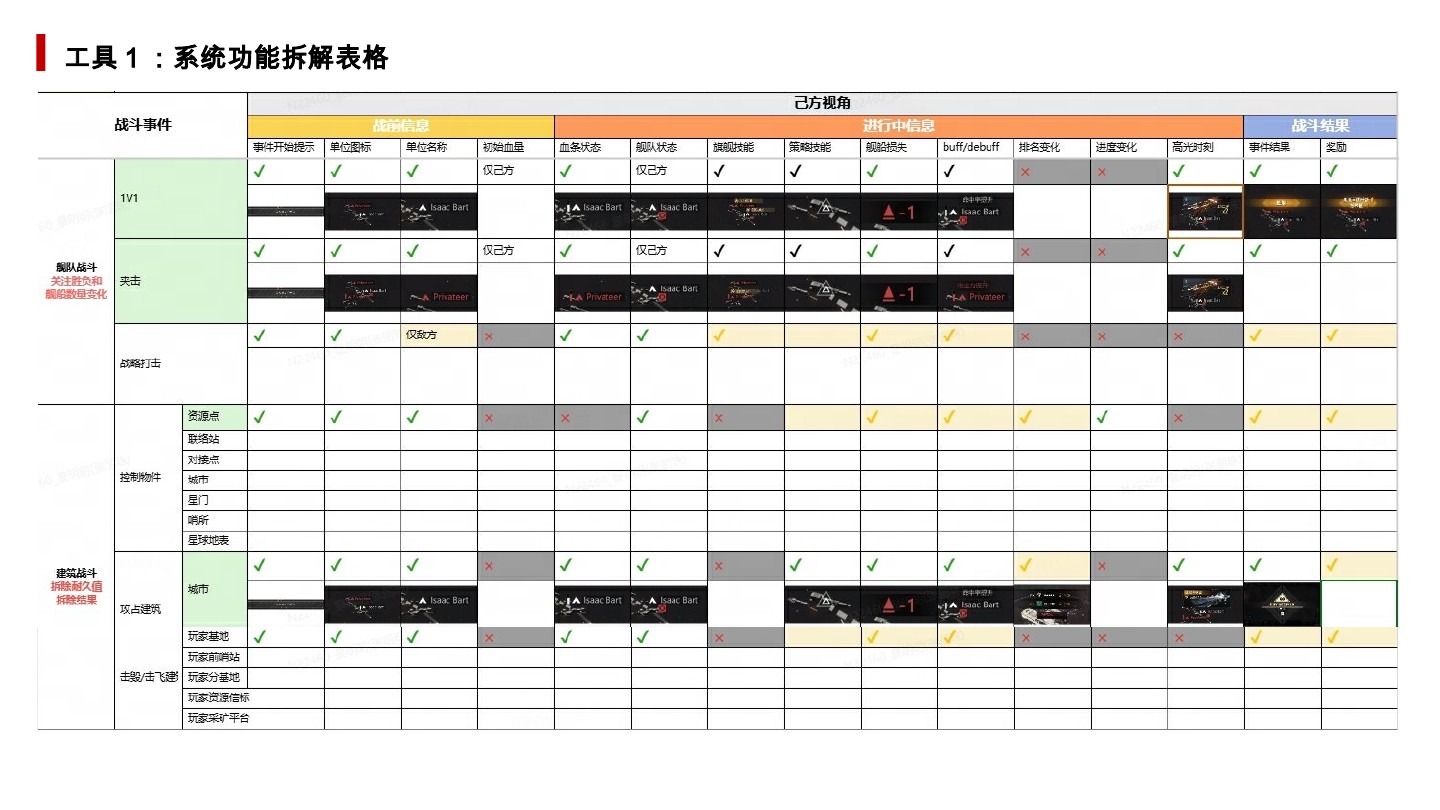 工具 1 ：系统功能拆解表格
己方视角
战斗事件
战前信息 进行中信息 战斗结果
事件开始提示 单位图标 单位名称 初始血量 血条状态 舰队状态 旗舰技能 策略技能 舰船损失 buff/debuff 排名变化 进度变化 高光时刻 事件结果 奖励
✓ ✓ ✓ 仅己方 ✓ 仅己方 ✓ ✓ ✓ ✓ × × ✓ ✓ ✓
1V1
Isaac Bart Isaac Bart Isaac Bart -1 Isaac Bart
✓ ✓ ✓ 仅己方 ✓ 仅己方 ✓ ✓ ✓ ✓ × × ✓ ✓ ✓
舰队战斗
关注胜负和
舰船数量变化
夹击
Isaac Bart Privateer Privateer Isaac Bart -1 Privateer
✓ ✓ 仅敌方 × ✓ ✓ ✓ ✓ ✓ × × × ✓ ✓
战略打击
资源点 ✓ ✓ ✓ × × ✓ × ✓ ✓ ✓ ✓ × ✓ ✓
联络站
对接点
控制物件
城市
星门
哨所
星球地表
建筑战斗
拆除耐久值
拆除结果
✓ ✓ ✓ × ✓ ✓ × ✓ ✓ ✓ ✓ × ✓ ✓ ✓
城市
攻占建筑
Isaac Bart Isaac Bart Isaac Bart -1 Isaac Bart
玩家基地 ✓ ✓ ✓ × ✓ ✓ × ✓ ✓ × × × ✓ ✓
玩家前哨站
击毁/击飞建
玩家分基地
玩家资源信标
玩家采矿平台